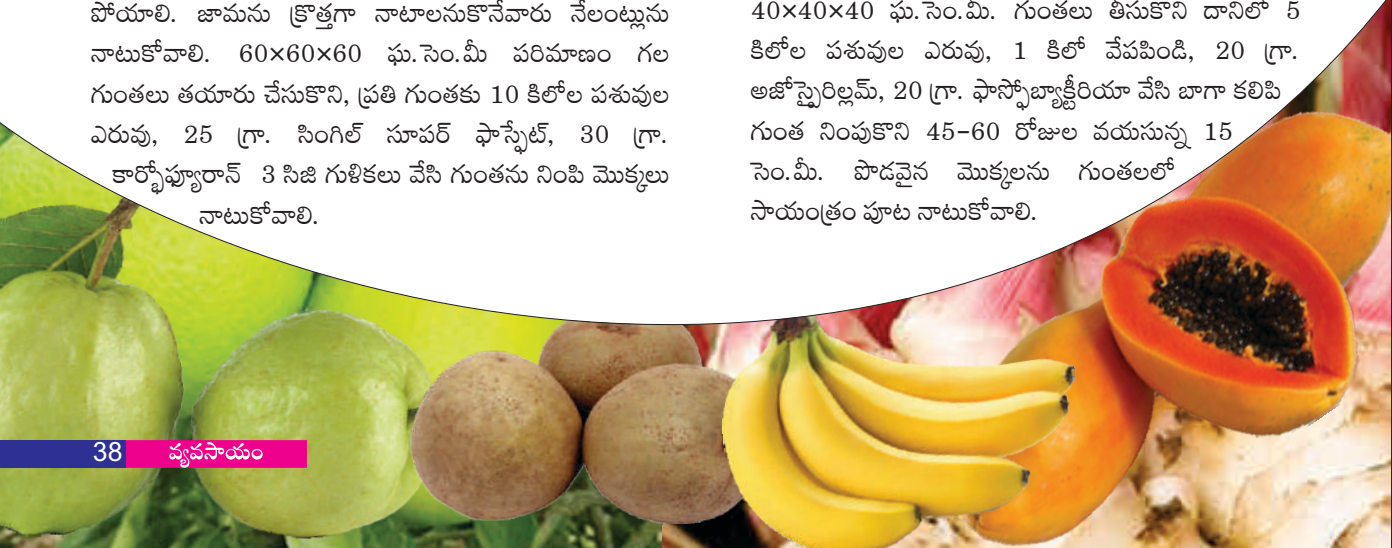 పోయాలి. జామను క్రొత్తగా నాటాలనుకొనేవారు నేలంట్లును
నాటుకోవాలి. 60×60×60 ఘ.సెం.మీ పరిమాణం గల
గుంతలు తయారు చేసుకొని, ప్రతి గుంతకు 10 కిలోల పశువుల
ఎరువు, 25 గ్రా. సింగిల్ సూపర్ ఫాస్ఫేట్, 30 గ్రా.
కార్భోఫ్యూరాన్ 3 సిజి గుళికలు వేసి గుంతను నింపి మొక్కలు
నాటుకోవాలి.
40×40×40 ఘ.సెం.మీ. గుంతలు తీసుకొని దానిలో 5
కిలోల పశువుల ఎరువు, 1 కిలో వేపపిండి, 20 గ్రా.
అజోస్పైరిల్లమ్, 20 గ్రా. ఫాస్ఫోబ్యాక్టీరియా వేసి బాగా కలిపి
గుంత నింపుకొని 45-60 రోజుల వయసున్న 15
సెం.మీ. పొడవైన మొక్కలను గుంతలలో
సాయంత్రం పూట నాటుకోవాలి.
38 వ్యవసాయం